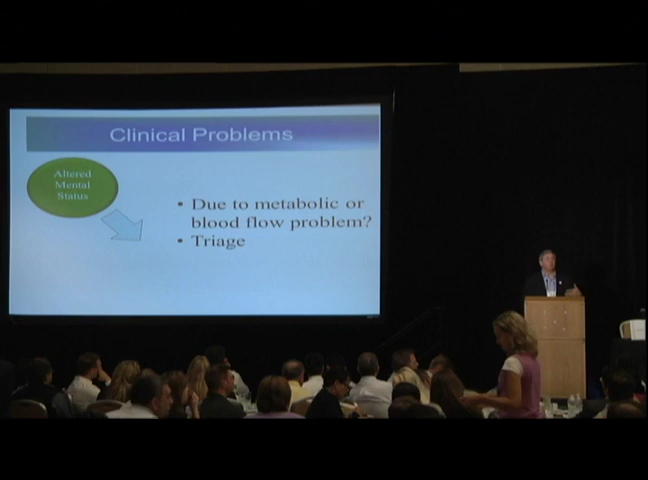 Clinical Problems
Altered
Mental
Status
• Due to metabolic or
blood flow problem?
• Triage